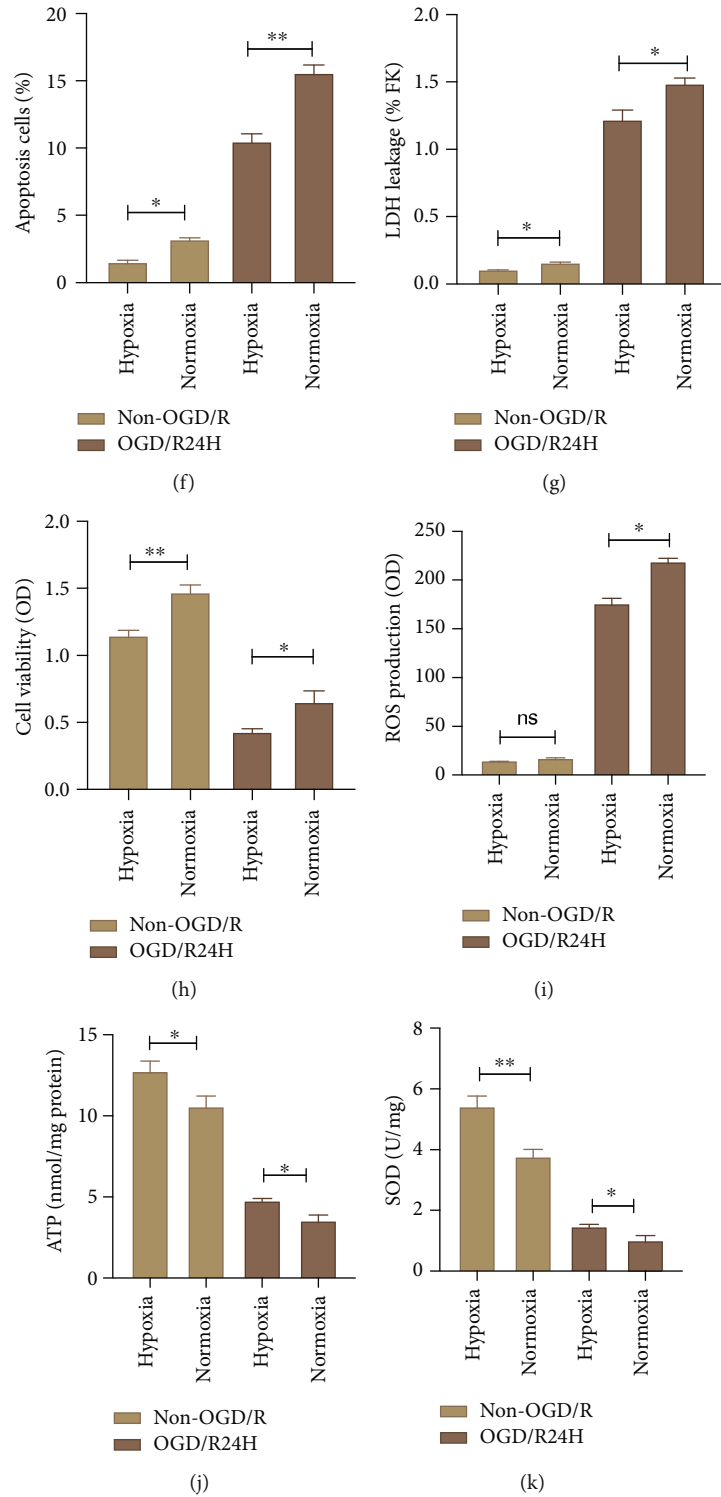 Apoptosis cells (%)
20
15
10
5
0
*
**
Hypoxia
Normoxia
Hypoxia
Normoxia
Non-OGD/R
OGD/R24H
(f)
LDH leakage (% FK)
2.0
1.5
1.0
0.5
0.0
*
*
Hypoxia
Normoxia
Hypoxia
Normoxia
Non-OGD/R
OGD/R24H
(g)
Cell viability (OD)
2.0
1.5
1.0
0.5
0.0
**
*
Hypoxia
Normoxia
Hypoxia
Normoxia
Non-OGD/R
OGD/R24H
(h)
ROS production (OD)
250
200
150
100
50
0
ns
*
Hypoxia
Normoxia
Hypoxia
Normoxia
Non-OGD/R
OGD/R24H
(i)
ATP (nmol/mg protein)
15
10
5
0
*
*
Hypoxia
Normoxia
Hypoxia
Normoxia
Non-OGD/R
OGD/R24H
(j)
SOD (U/mg)
8
6
4
2
0
**
*
Hypoxia
Normoxia
Hypoxia
Normoxia
Non-OGD/R
OGD/R24H
(k)